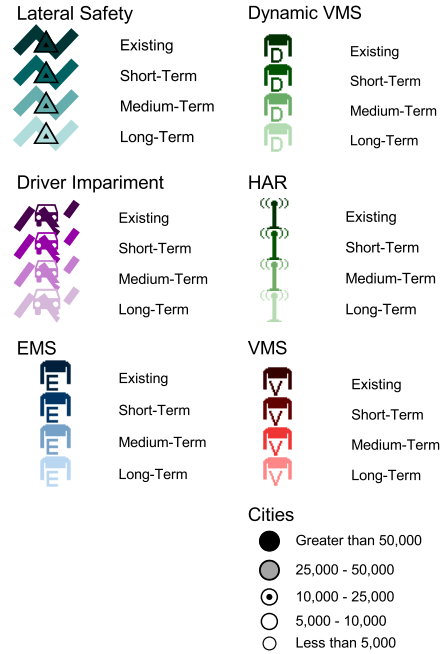 Lateral Safety
Existing
Short-Term
Medium-Term
Long-Term
Driver Impariment
Existing
Short-Term
Medium-Term
Long-Term
EMS
E Existing
E Short-Term
E Medium-Term
E Long-Term
Dynamic VMS
D Existing
D Short-Term
D Medium-Term
D Long-Term
HAR
Existing
Short-Term
Medium-Term
Long-Term
VMS
V Existing
V Short-Term
V Medium-Term
V Long-Term
Cities
Greater than 50,000
25,000 - 50,000
10,000 - 25,000
5,000 - 10,000
Less than 5,000